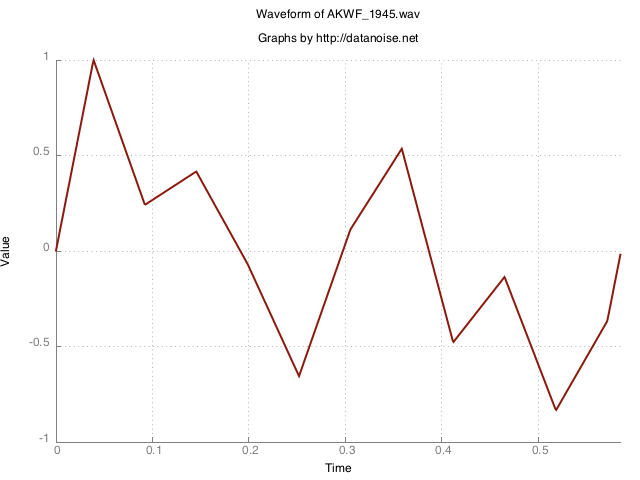 Waveform of AKWF_1945.wav
Graphs by http://datanoise.net
1
0.5
0
-0.5
-1
Value
0 0.1 0.2 0.3 0.4 0.5
Time